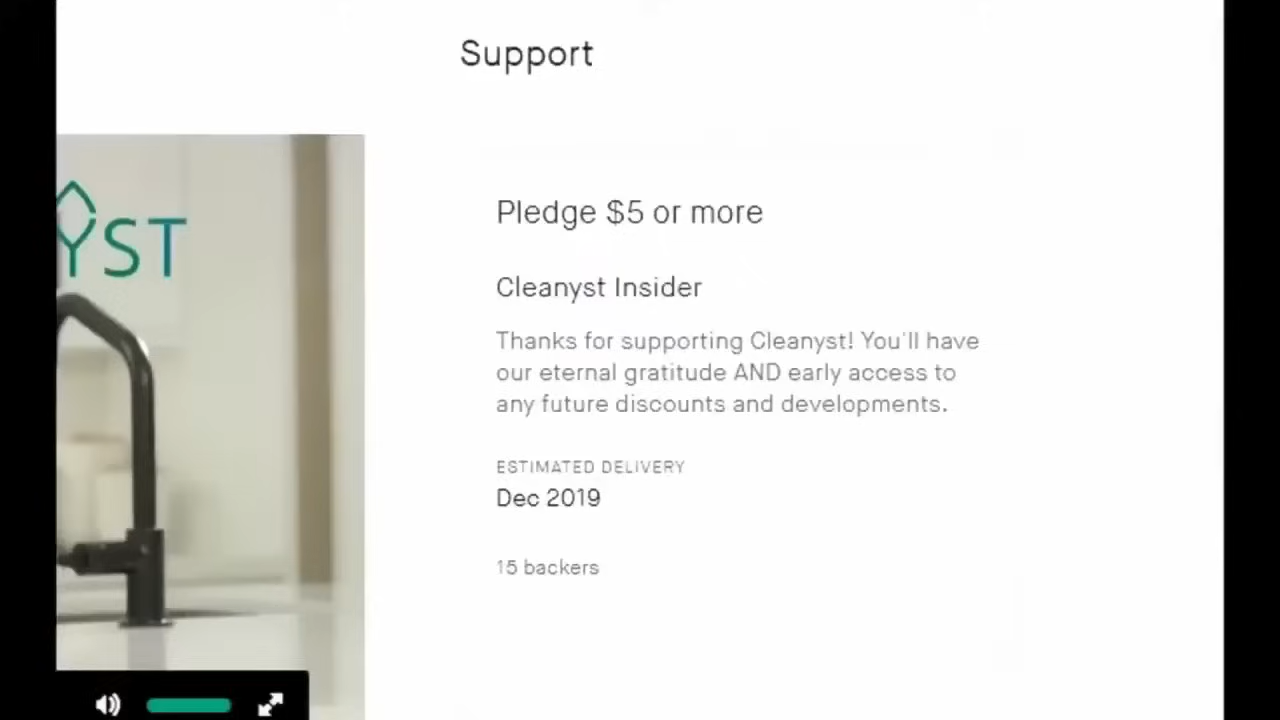 Support
YST
Pledge $5 or more
Cleanyst Insider
Thanks for supporting Cleanyst! You'll have
our eternal gratitude AND early access to
any future discounts and developments.
ESTIMATED DELIVERY
Dec 2019
15 backers